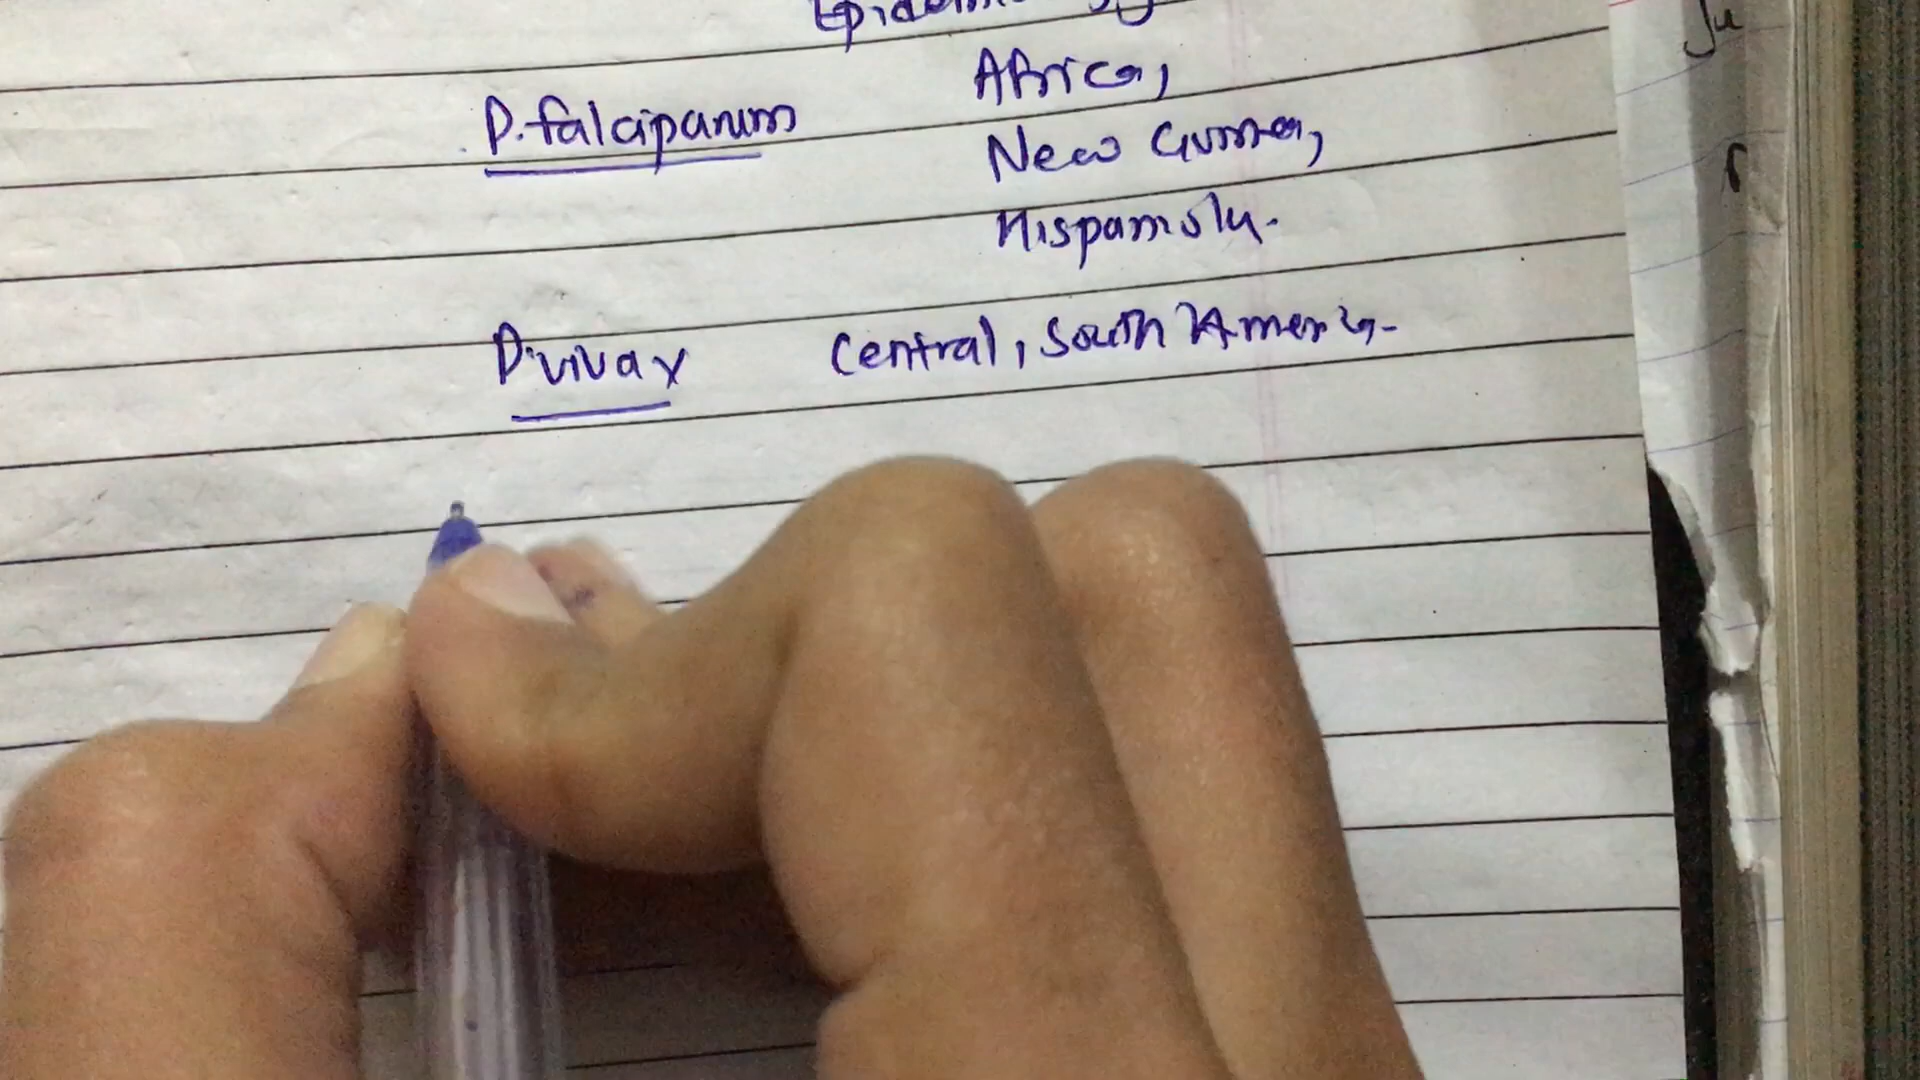 P. falciparum Africa,
New Guinea,
Hispaniola.
P. vivax Central, South America.